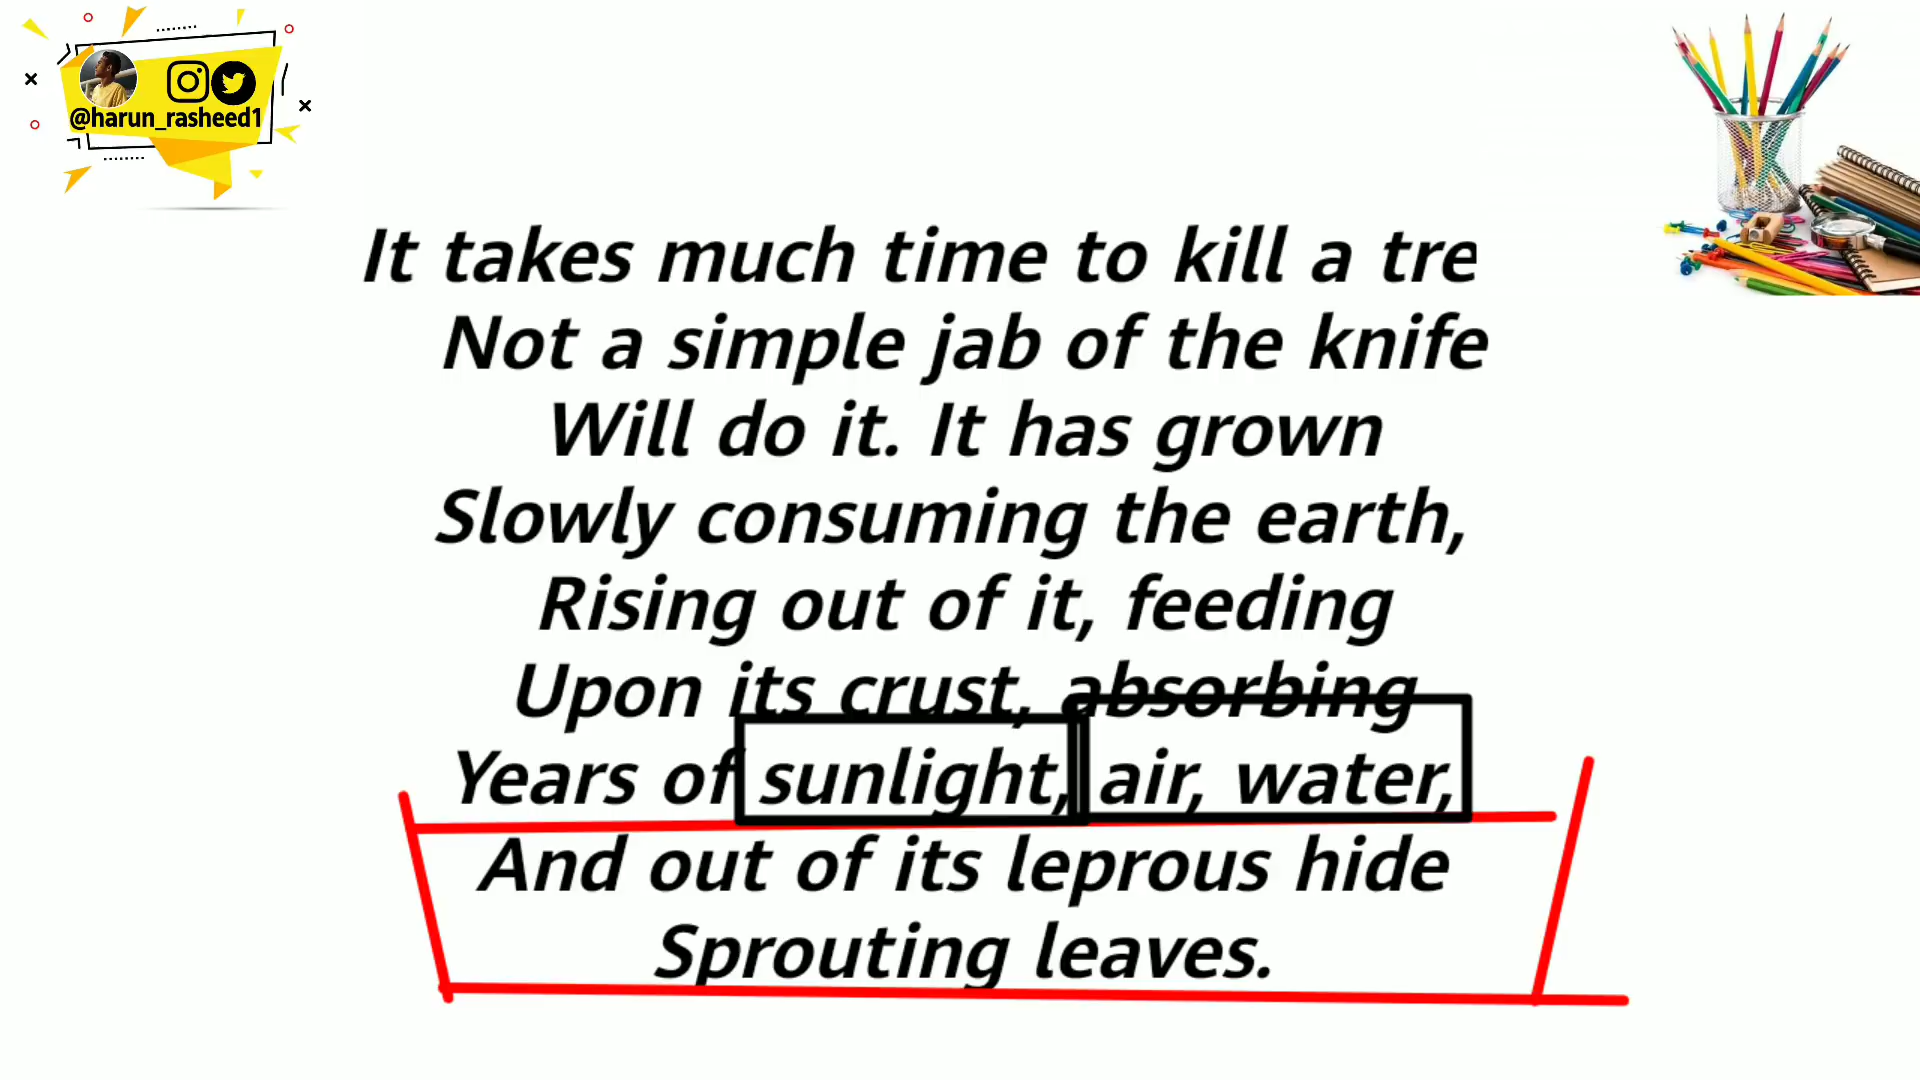 @harun_rasheed1
It takes much time to kill a tre
Not a simple jab of the knife
Will do it. It has grown
Slowly consuming the earth,
Rising out of it, feeding
Upon its crust, absorbing
Years of sunlight, air, water,
And out of its leprous hide
Sprouting leaves.